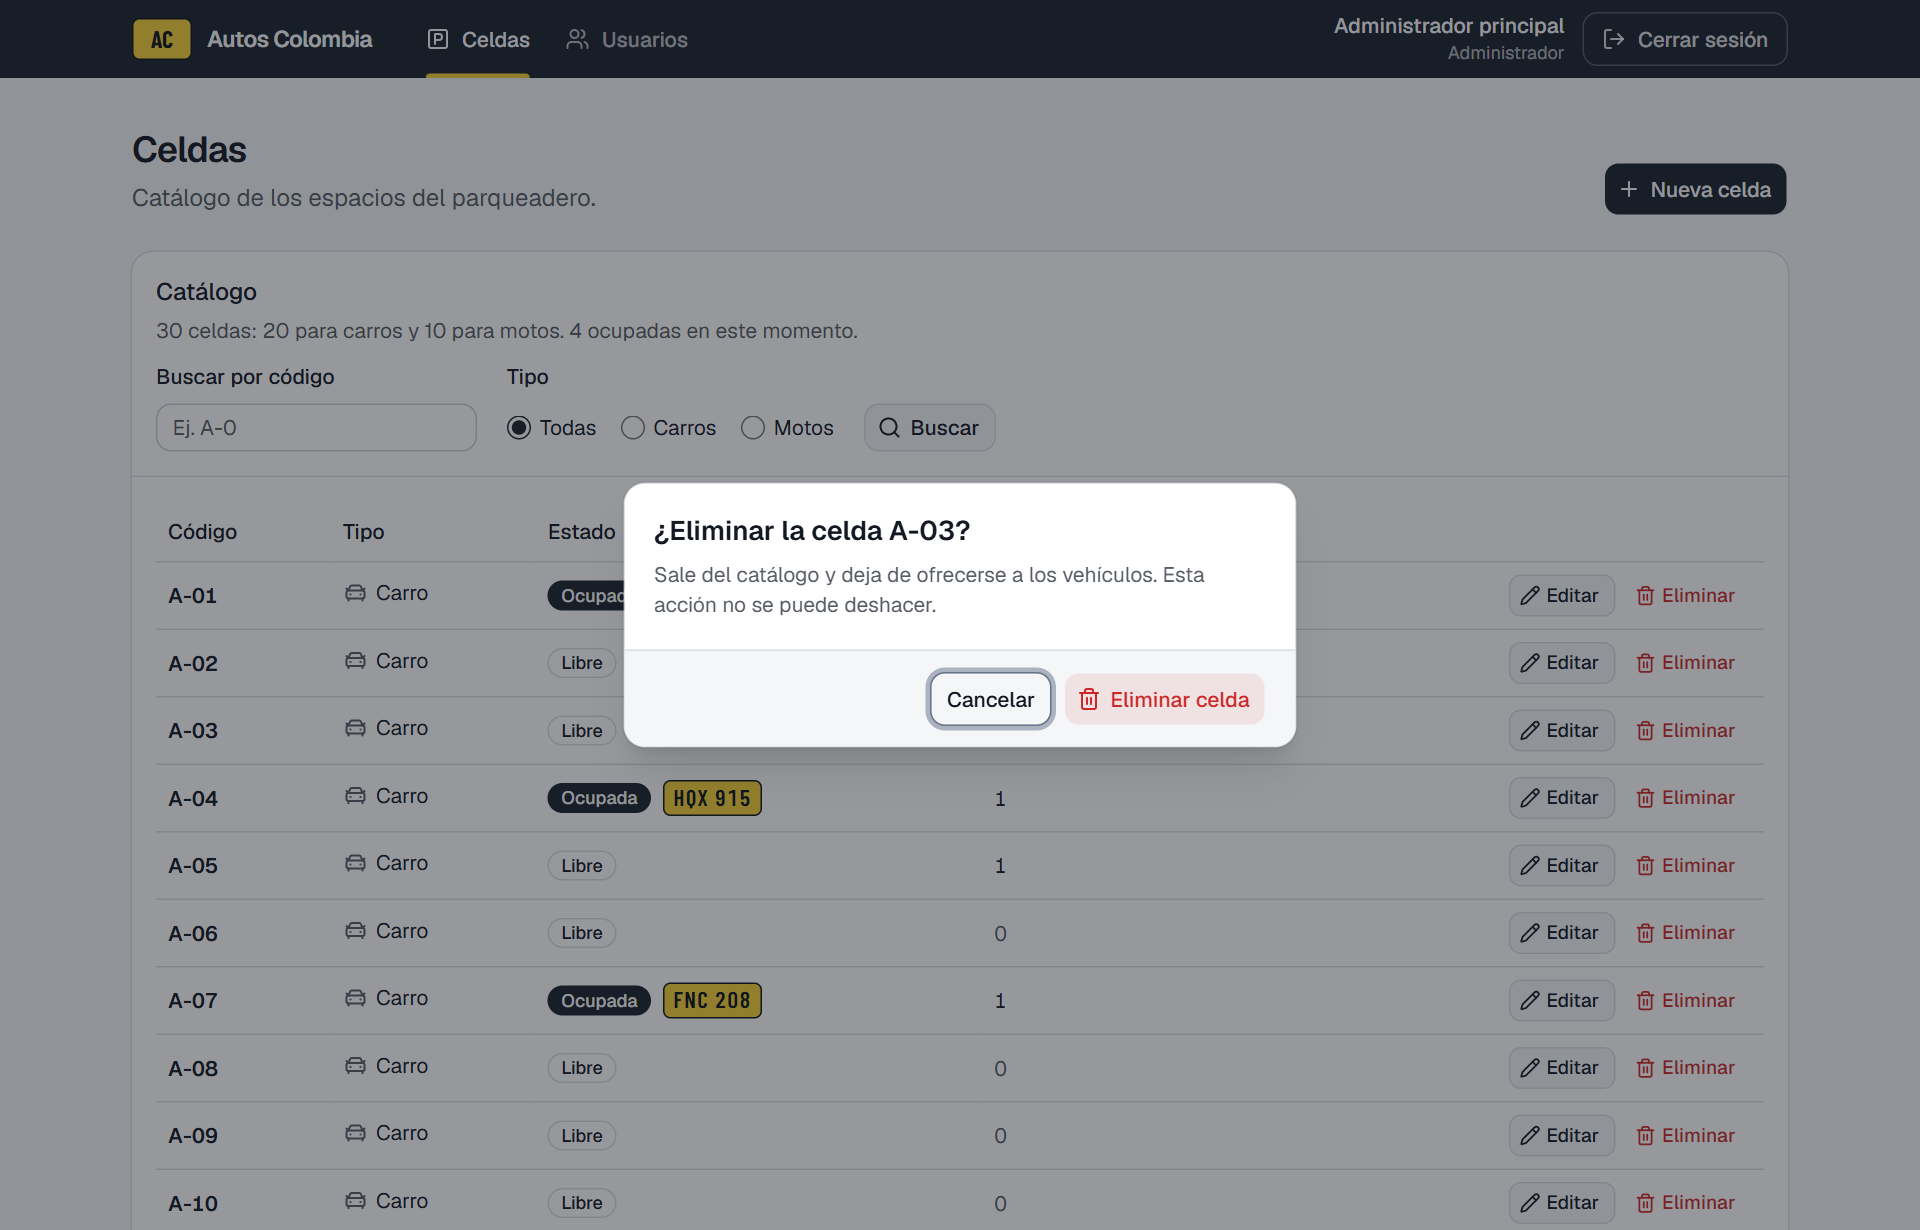 AC Autos Colombia Celdas Usuarios Administrador principal
Administrador
Cerrar sesión
Celdas
Catálogo de los espacios del parqueadero.
+ Nueva celda
Catálogo
30 celdas: 20 para carros y 10 para motos. 4 ocupadas en este momento.
Buscar por código Tipo
Ej. A-0 Todas Carros Motos Buscar
Código Tipo Estado
A-01 Carro Editar Eliminar
A-02 Carro Libre Editar Eliminar
A-03 Carro Libre Editar Eliminar
¿Eliminar la celda A-03?
Sale del catálogo y deja de ofrecerse a los vehículos. Esta
acción no se puede deshacer.
Cancelar Eliminar celda
A-04 Carro Ocupada HQX 915 1 Editar Eliminar
A-05 Carro Libre 1 Editar Eliminar
A-06 Carro Libre 0 Editar Eliminar
A-07 Carro Ocupada FNC 208 1 Editar Eliminar
A-08 Carro Libre 0 Editar Eliminar
A-09 Carro Libre 0 Editar Eliminar
A-10 Carro Libre 0 Editar Eliminar